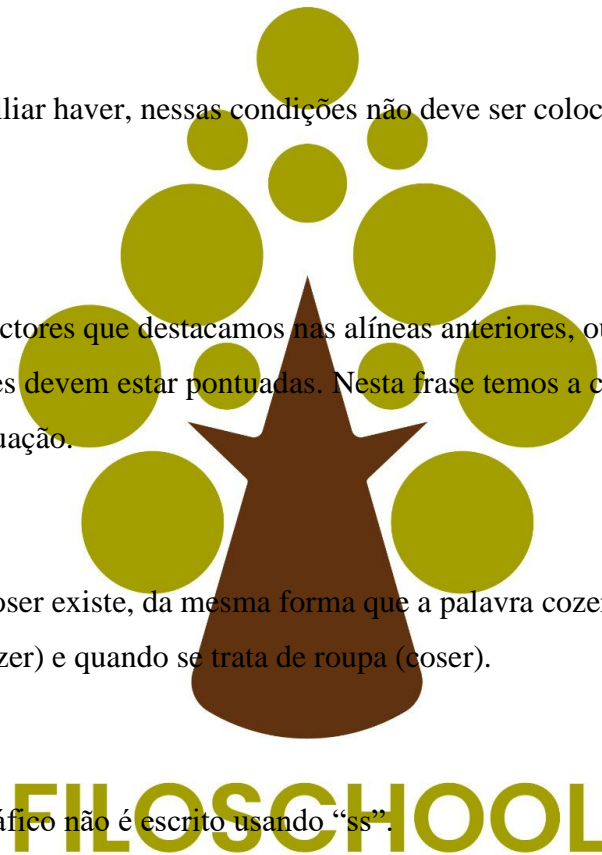 liar haver, nessas condições não deve ser coloc
ctores que destacamos nas alíneas anteriores, ou
es devem estar pontuadas. Nesta frase temos a c
uação.
oser existe, da mesma forma que a palavra cozer
zer) e quando se trata de roupa (coser).
áfico não é escrito usando “ss”.
FILOSCHOOL